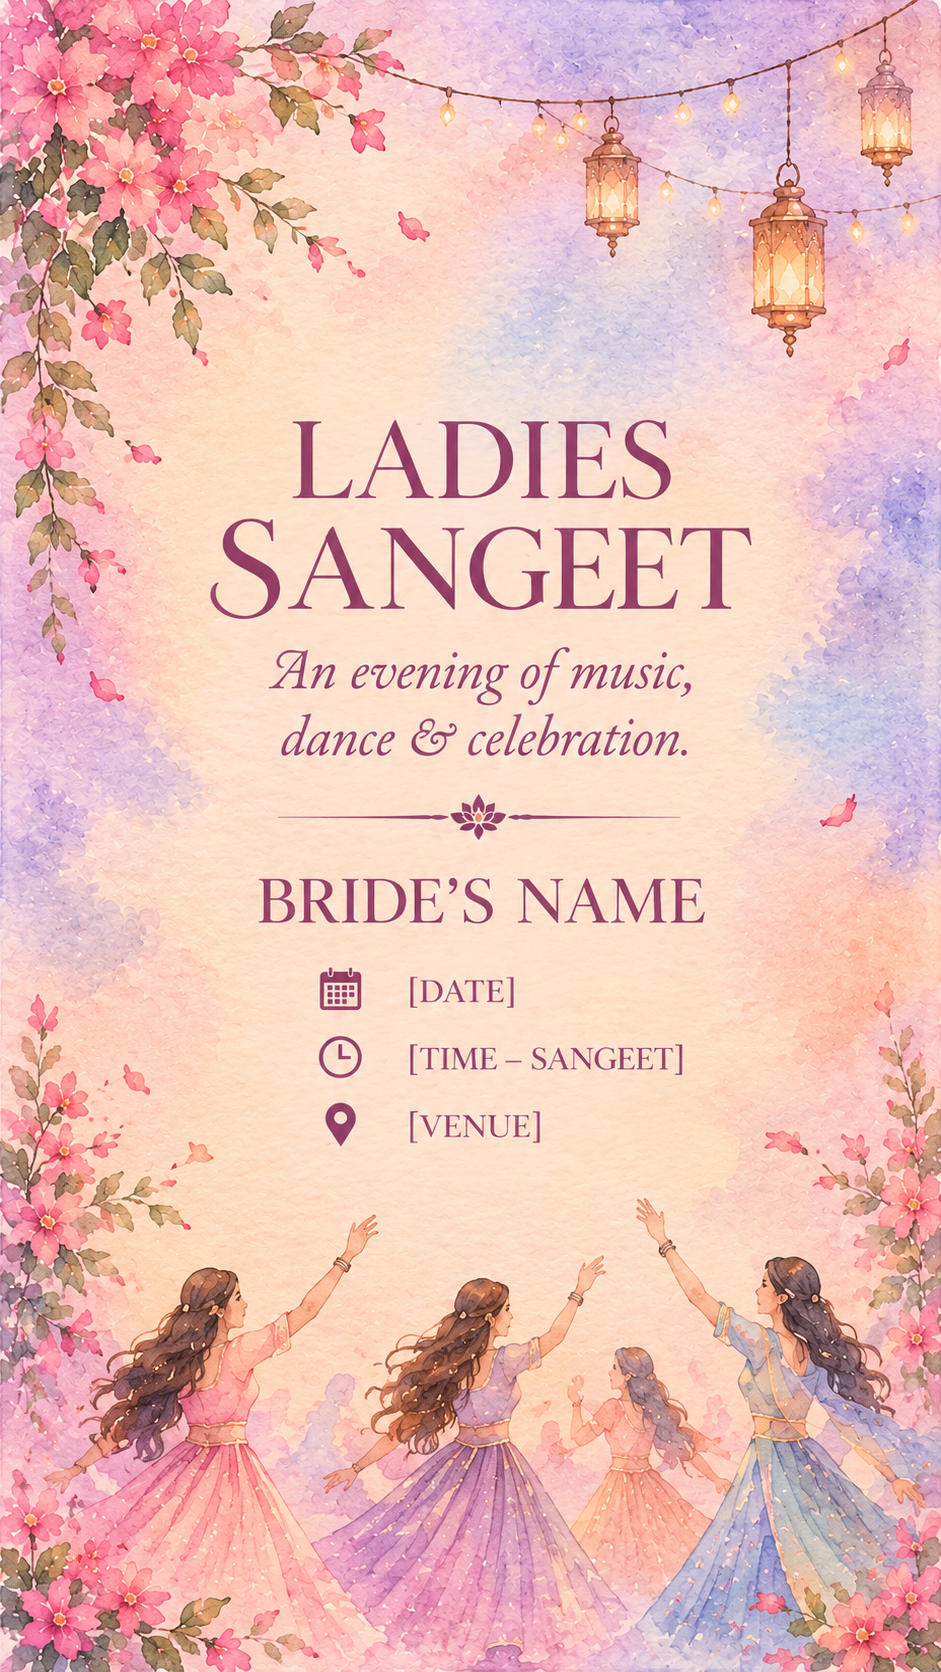 LADIES
SANGEET
An evening of music,
dance & celebration.
BRIDE’S NAME
[DATE]
[TIME – SANGEET]
[VENUE]